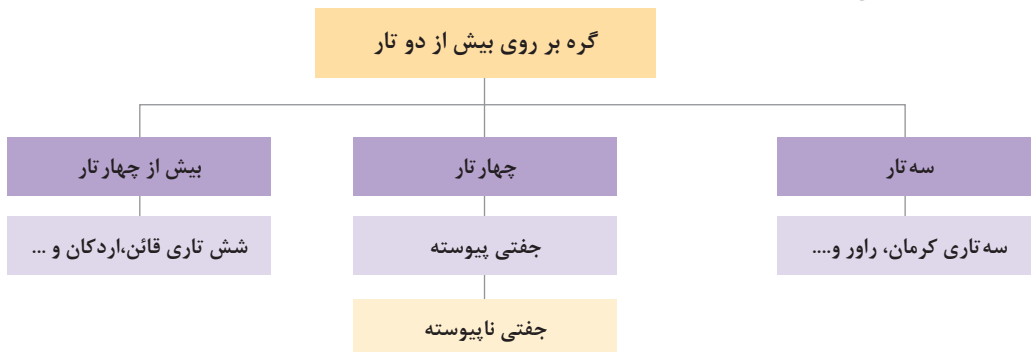 گره بر روی بیش از دو تار
سه تار
چهار تار
بیش از چهار تار
سه تاری کرمان، راور و....
جفتی پیوسته
شش تاری قائن،اردکان و ...
جفتی ناپیوسته